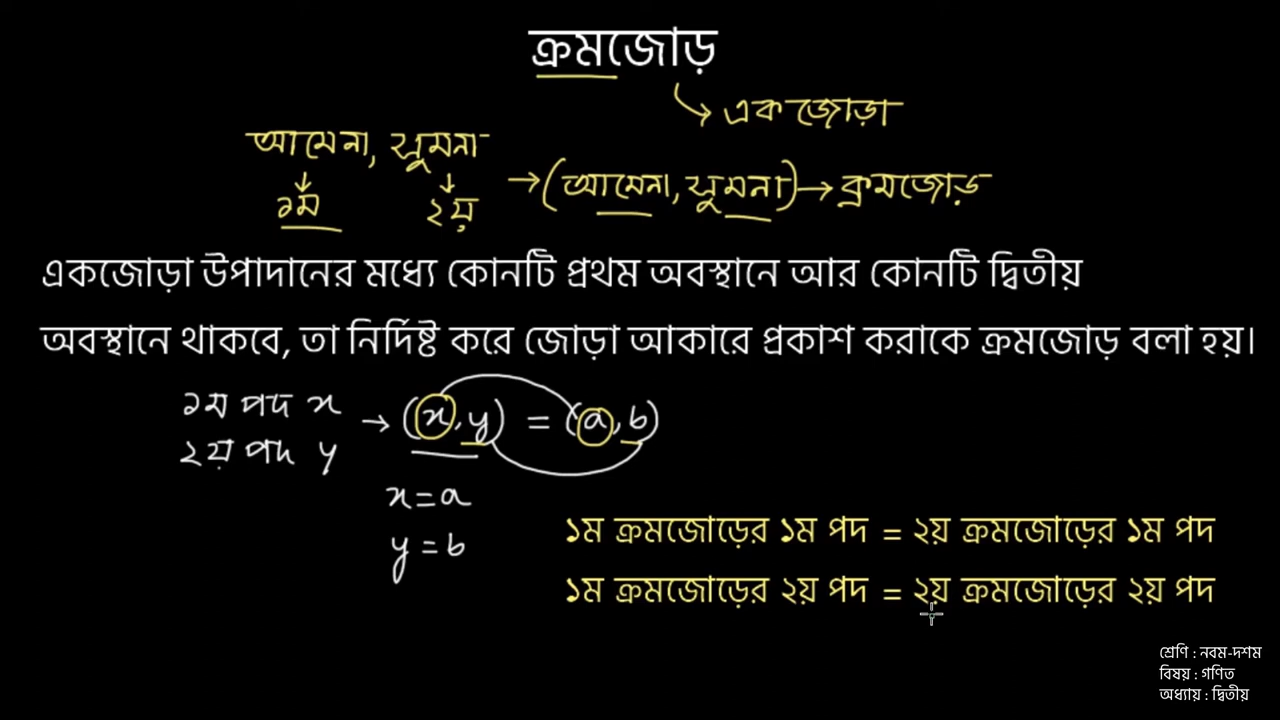 ক্রমজোড়
একজোড়া
আমেনা, সুমনা
১ম ২য়
→ (আমেনা, সুমনা) → ক্রমজোড়
একজোড়া উপাদানের মধ্যে কোনটি প্রথম অবস্থানে আর কোনটি দ্বিতীয়
অবস্থানে থাকবে, তা নির্দিষ্ট করে জোড়া আকারে প্রকাশ করাকে ক্রমজোড় বলা হয়।
১ম পদ x
২য় পদ y
→ (x, y) = (a, b)
x = a
y = b
১ম ক্রমজোড়ের ১ম পদ = ২য় ক্রমজোড়ের ১ম পদ
১ম ক্রমজোড়ের ২য় পদ = ২য় ক্রমজোড়ের ২য় পদ
শ্রেণি : নবম-দশম
বিষয় : গণিত
অধ্যায় : দ্বিতীয়